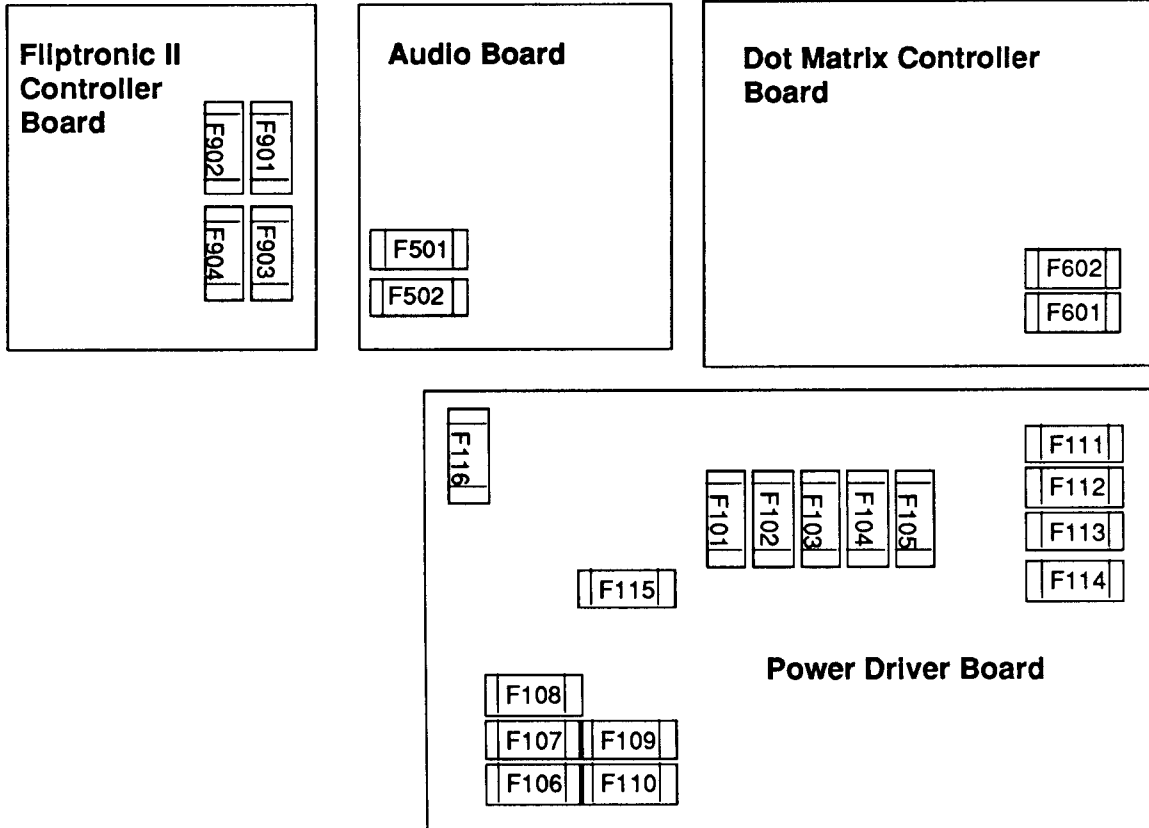 Fliptronic II
Controller
Board
F902
F901
F904
F903
Audio Board
F501
F502
Dot Matrix Controller
Board
F602
F601
F116
F101
F102
F103
F104
F105
F111
F112
F113
F114
F115
Power Driver Board
F108
F107
F109
F106
F110